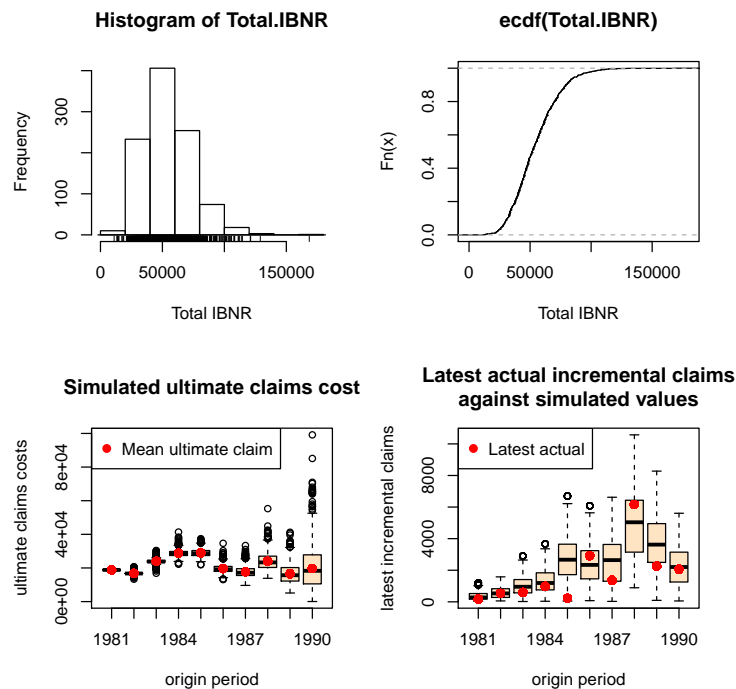 Histogram of Total.IBNR
Frequency
0
100
300
0
50000
150000
Total IBNR
ecdf(Total.IBNR)
Fn(x)
0.0
0.4
0.8
0
50000
150000
Total IBNR
Simulated ultimate claims cost
Mean ultimate claim
ultimate claims costs
0e+00
4e+04
8e+04
1981
1984
1987
1990
origin period
Latest actual incremental claims
against simulated values
Latest actual
latest incremental claims
0
4000
8000
1981
1984
1987
1990
origin period